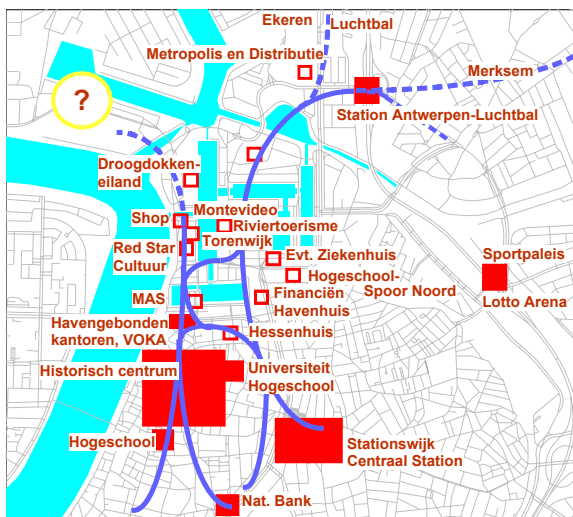 Ekeren
Luchtbal
Metropolis en Distributie
Merksem
?
Station Antwerpen-Luchtbal
Droogdokken-
eiland
Shop
Montevideo
Riviertoerisme
Red Star
Cultuur
Torenwijk
Evt. Ziekenhuis
Sportpaleis
Hogeschool-
Spoor Noord
MAS
Financiën
Havenhuis
Lotto Arena
Havengebonden
kantoren, VOKA
Hessenhuis
Historisch centrum
Universiteit
Hogeschool
Hogeschool
Stationswijk
Centraal Station
Nat. Bank